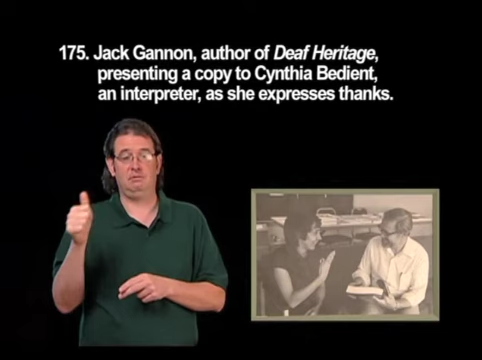 175. Jack Gannon, author of Deaf Heritage,
presenting a copy to Cynthia Bedient,
an interpreter, as she expresses thanks.